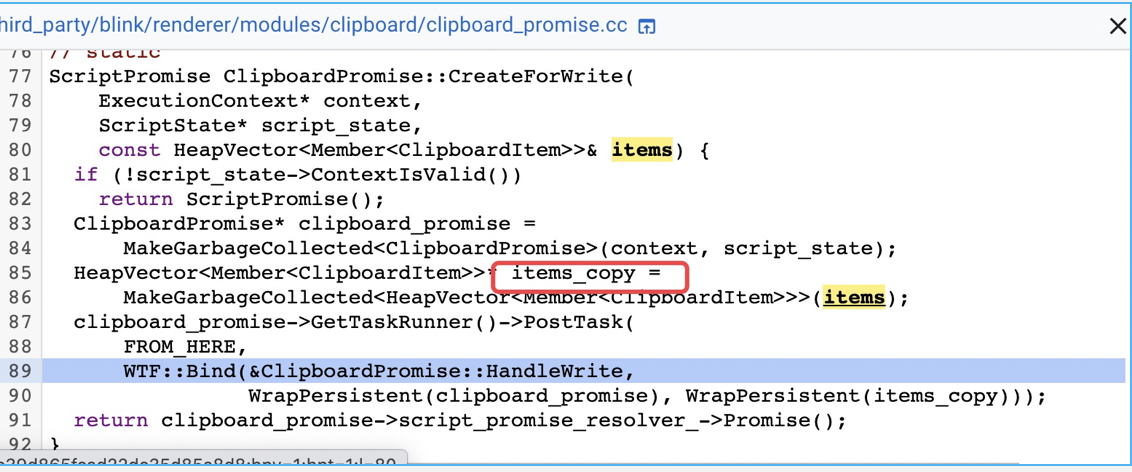 hird_party/blink/renderer/modules/clipboard/clipboard_promise.cc
76 // static
77 ScriptPromise ClipboardPromise::CreateForWrite(
78 ExecutionContext* context,
79 ScriptState* script_state,
80 const HeapVector<Member<ClipboardItem>>& items) {
81 if (!script_state->ContextIsValid())
82 return ScriptPromise();
83 ClipboardPromise* clipboard_promise =
84 MakeGarbageCollected<ClipboardPromise>(context, script_state);
85 HeapVector<Member<ClipboardItem>>* items_copy =
86 MakeGarbageCollected<HeapVector<Member<ClipboardItem>>>(items);
87 clipboard_promise->GetTaskRunner()->PostTask(
88 FROM_HERE,
89 WTF::Bind(&ClipboardPromise::HandleWrite,
90 WrapPersistent(clipboard_promise), WrapPersistent(items_copy)));
91 return clipboard_promise->script_promise_resolver_->Promise();
92 }